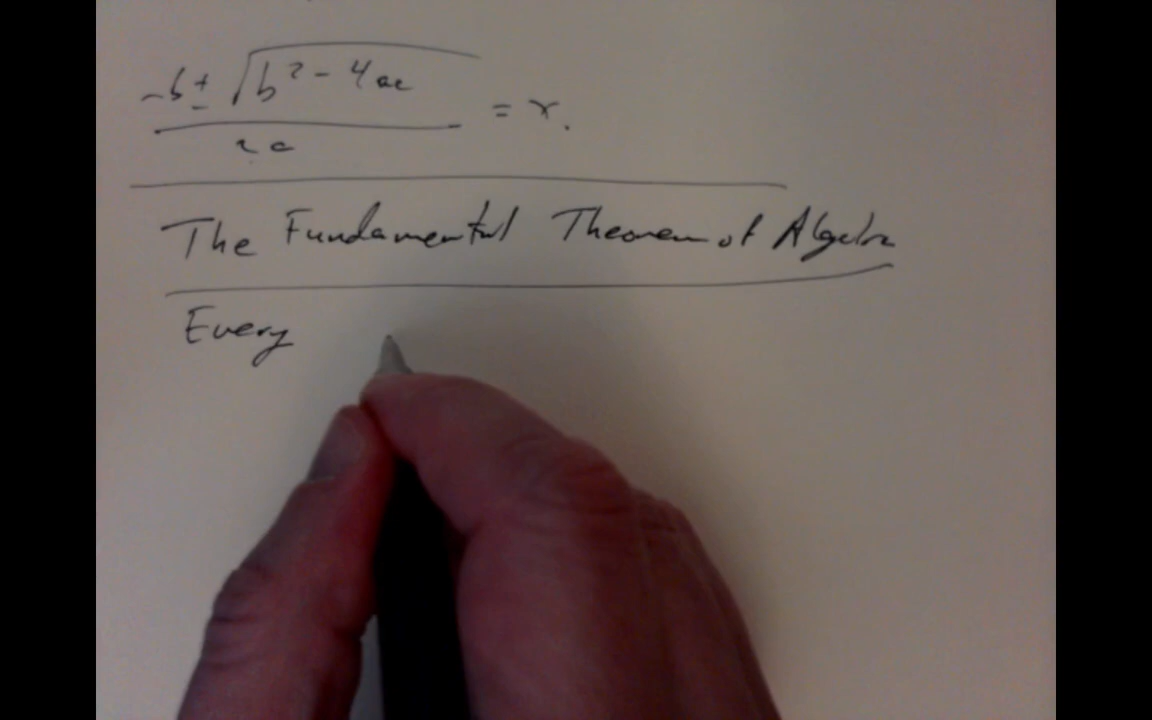 -b ± √b² - 4ac = x.
2a
The Fundamental Theorem of Algebra
Every